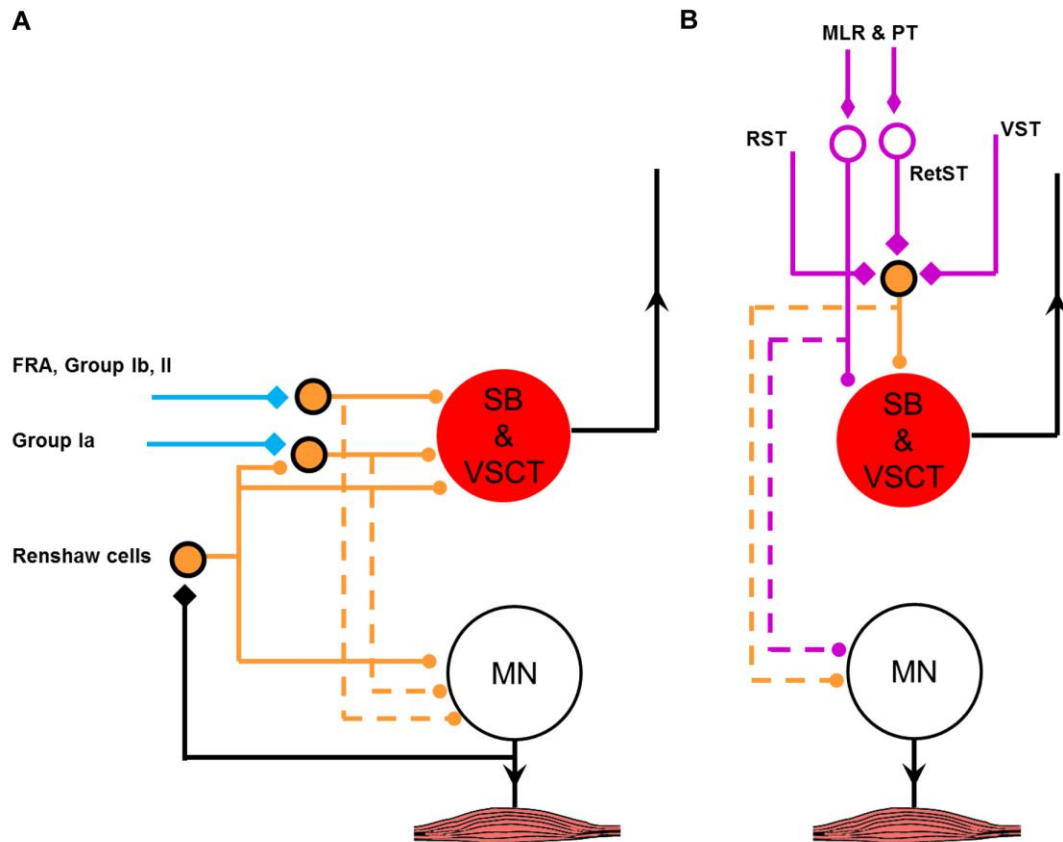 A
FRA, Group Ib, II
Group Ia
Renshaw cells
SB
&
VSCT
MN
B
MLR & PT
RST
VST
RetST
SB
&
VSCT
MN